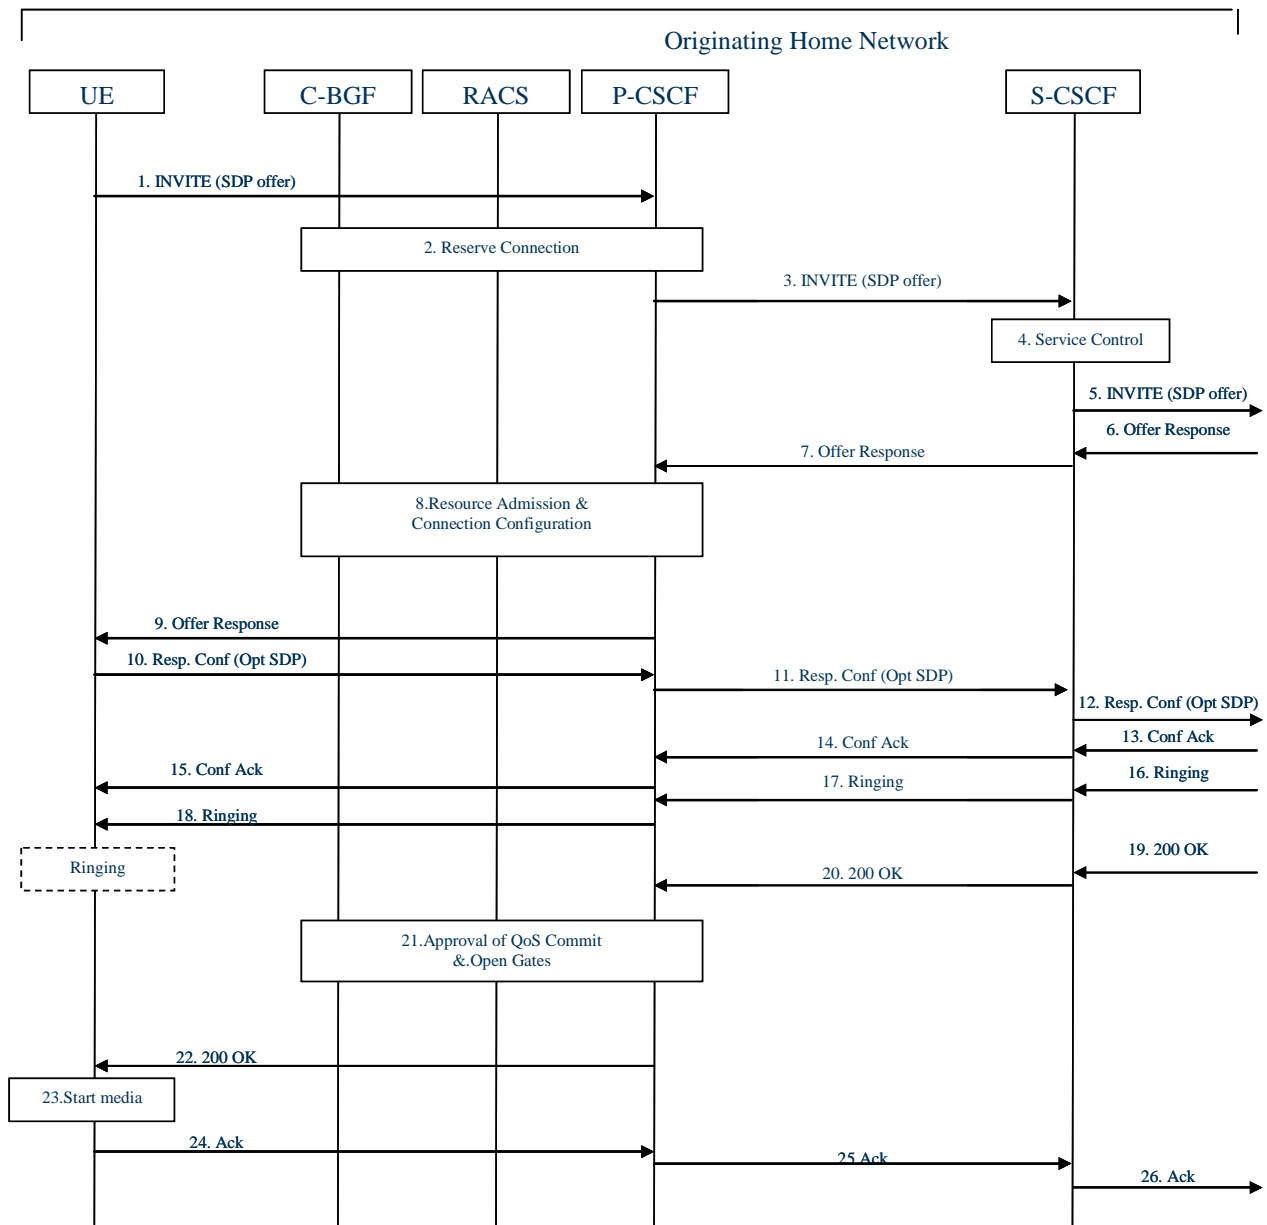 Originating Home Network
UE
C-BGF
RACS
P-CSCF
S-CSCF
1. INVITE (SDP offer)
2. Reserve Connection
3. INVITE (SDP offer)
4. Service Control
5. INVITE (SDP offer)
6. Offer Response
7. Offer Response
8.Resource Admission &
Connection Configuration
9. Offer Response
10. Resp. Conf (Opt SDP)
11. Resp. Conf (Opt SDP)
12. Resp. Conf (Opt SDP)
13. Conf Ack
14. Conf Ack
15. Conf Ack
16. Ringing
17. Ringing
18. Ringing
Ringing
19. 200 OK
20. 200 OK
21.Approval of QoS Commit
&.Open Gates
22. 200 OK
23.Start media
24. Ack
25 Ack
26. Ack